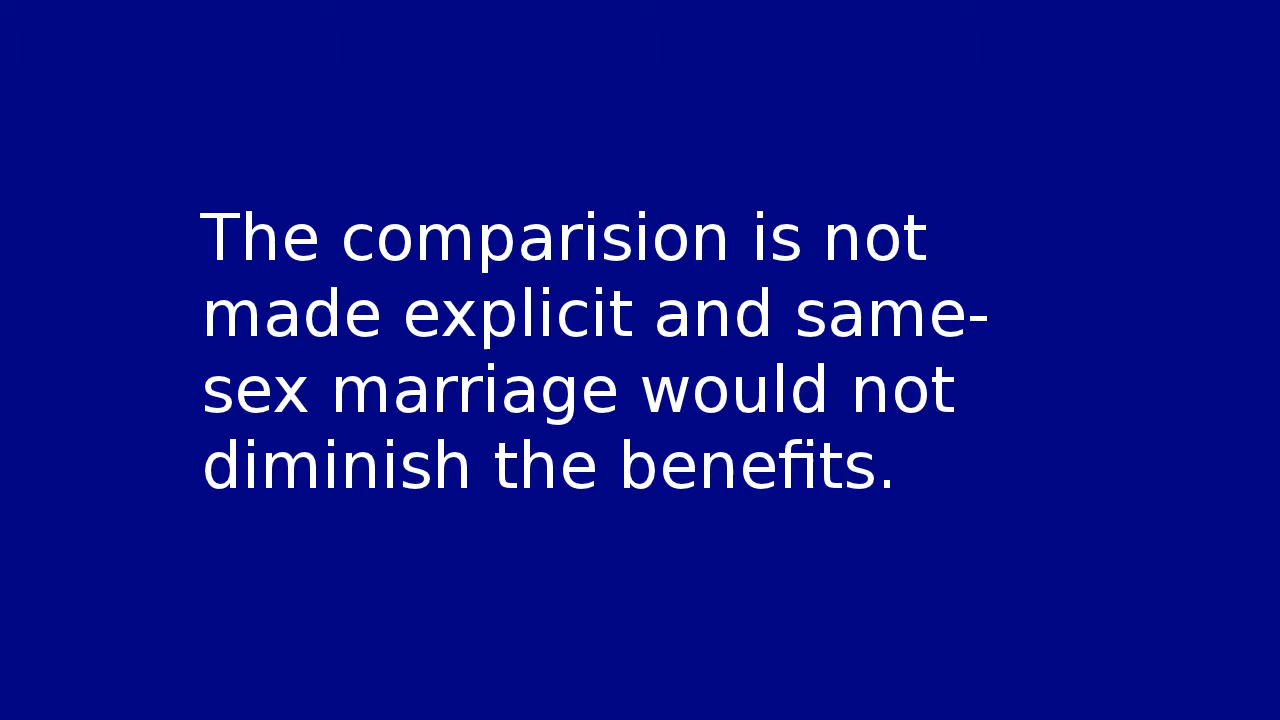 The comparision is not
made explicit and same-
sex marriage would not
diminish the benefits.